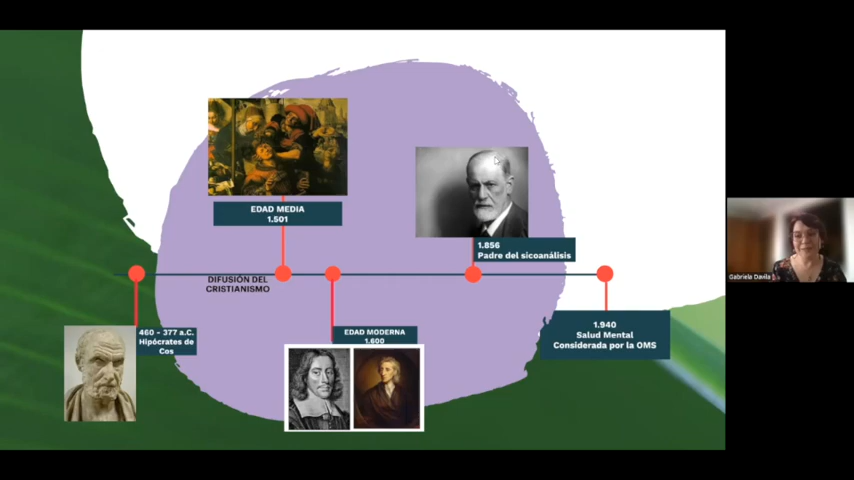 EDAD MEDIA
1.501
1.856
Padre del sicoanálisis
DIFUSIÓN DEL
CRISTIANISMO
460 - 377 a.C.
Hipócrates de
Cos
EDAD MODERNA
1.600
1.940
Salud Mental
Considerada por la OMS
Gabriela Davila